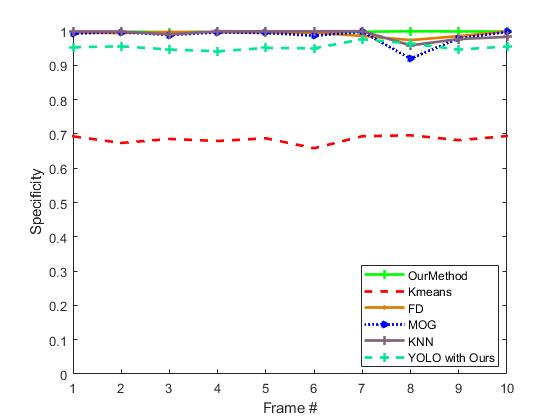 1
0.9
0.8
0.7
0.6
0.5
0.4
0.3
0.2
0.1
0
Specificity
OurMethod
Kmeans
FD
MOG
KNN
YOLO with Ours
1 2 3 4 5 6 7 8 9 10
Frame #